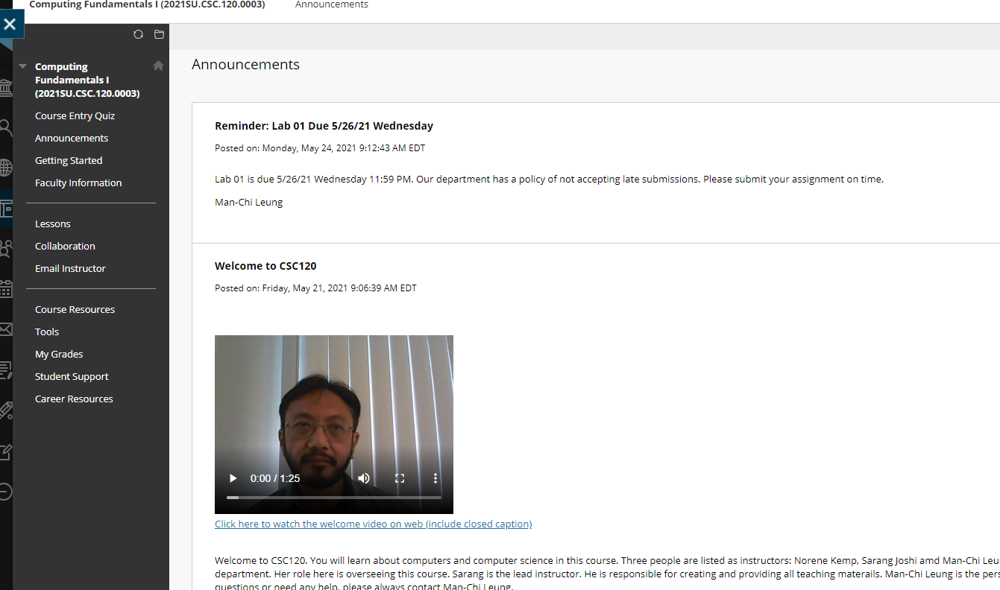 Computing Fundamentals I (2021SU.CSC.120.0003) Announcements
Computing
Fundamentals I
(2021SU.CSC.120.0003)
Course Entry Quiz
Announcements
Getting Started
Faculty Information
Lessons
Collaboration
Email Instructor
Course Resources
Tools
My Grades
Student Support
Career Resources
Announcements
Reminder: Lab 01 Due 5/26/21 Wednesday
Posted on: Monday, May 24, 2021 9:12:43 AM EDT
Lab 01 is due 5/26/21 Wednesday 11:59 PM. Our department has a policy of not accepting late submissions. Please submit your assignment on time.
Man-Chi Leung
Welcome to CSC120
Posted on: Friday, May 21, 2021 9:06:39 AM EDT
0:00 / 1:25
Click here to watch the welcome video on web (include closed caption)
Welcome to CSC120. You will learn about computers and computer science in this course. Three people are listed as instructors: Norene Kemp, Sarang Joshi amd Man-Chi Leu
department. Her role here is overseeing this course. Sarang is the lead instructor. He is responsible for creating and providing all teaching materails. Man-Chi Leung is the pers
questions or need any help, please always contact Man-Chi Leung.